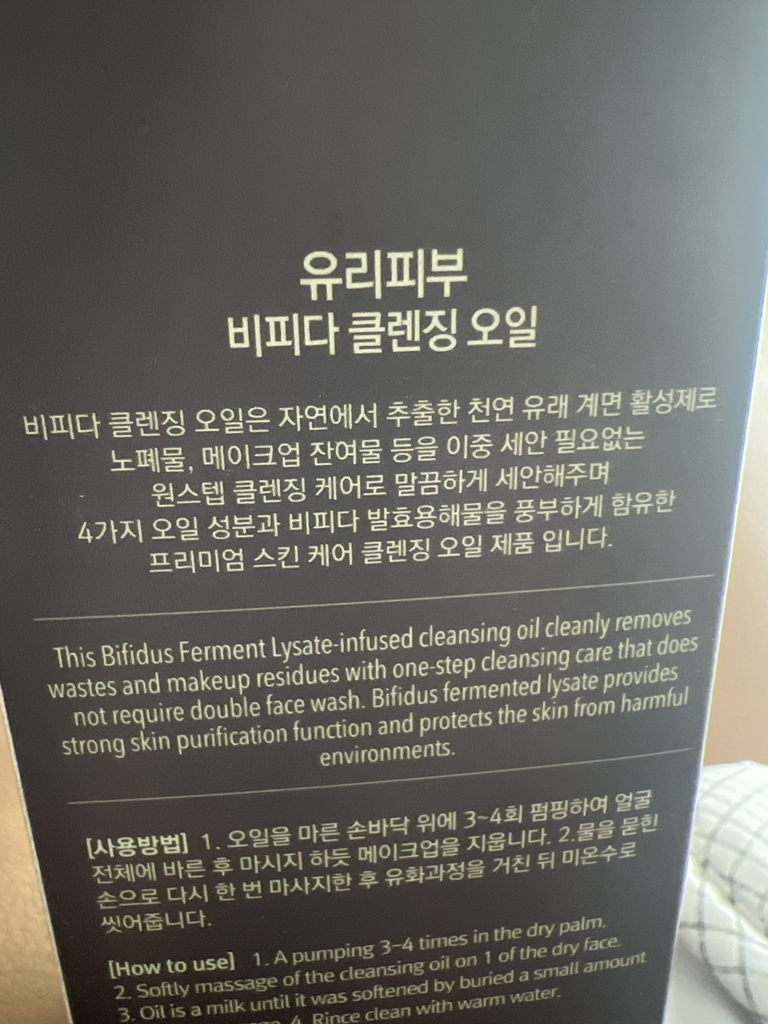 유리피부
비피다 클렌징 오일
비피다 클렌징 오일은 자연에서 추출한 천연 유래 계면 활성제로
노폐물, 메이크업 잔여물 등을 이중 세안 필요없는
원스텝 클렌징 케어로 말끔하게 세안해주며
4가지 오일 성분과 비피다 발효용해물을 풍부하게 함유한
프리미엄 스킨 케어 클렌징 오일 제품 입니다.
This Bifidus Ferment Lysate-infused cleansing oil cleanly removes
wastes and makeup residues with one-step cleansing care that does
not require double face wash. Bifidus fermented lysate provides
strong skin purification function and protects the skin from harmful
environments.
[사용방법] 1. 오일을 마른 손바닥 위에 3~4회 펌핑하여 얼굴
전체에 바른 후 마시지 하듯 메이크업을 지웁니다. 2.물을 묻힌
손으로 다시 한 번 마사지한 후 유화과정을 거친 뒤 미온수로
씻어줍니다.
[How to use] 1. A pumping 3~4 times in the dry palm.
2. Softly massage of the cleansing oil on 1 of the dry face.
3. Oil is a milk until it was softened by buried a small amount
4. Rince clean with warm water.